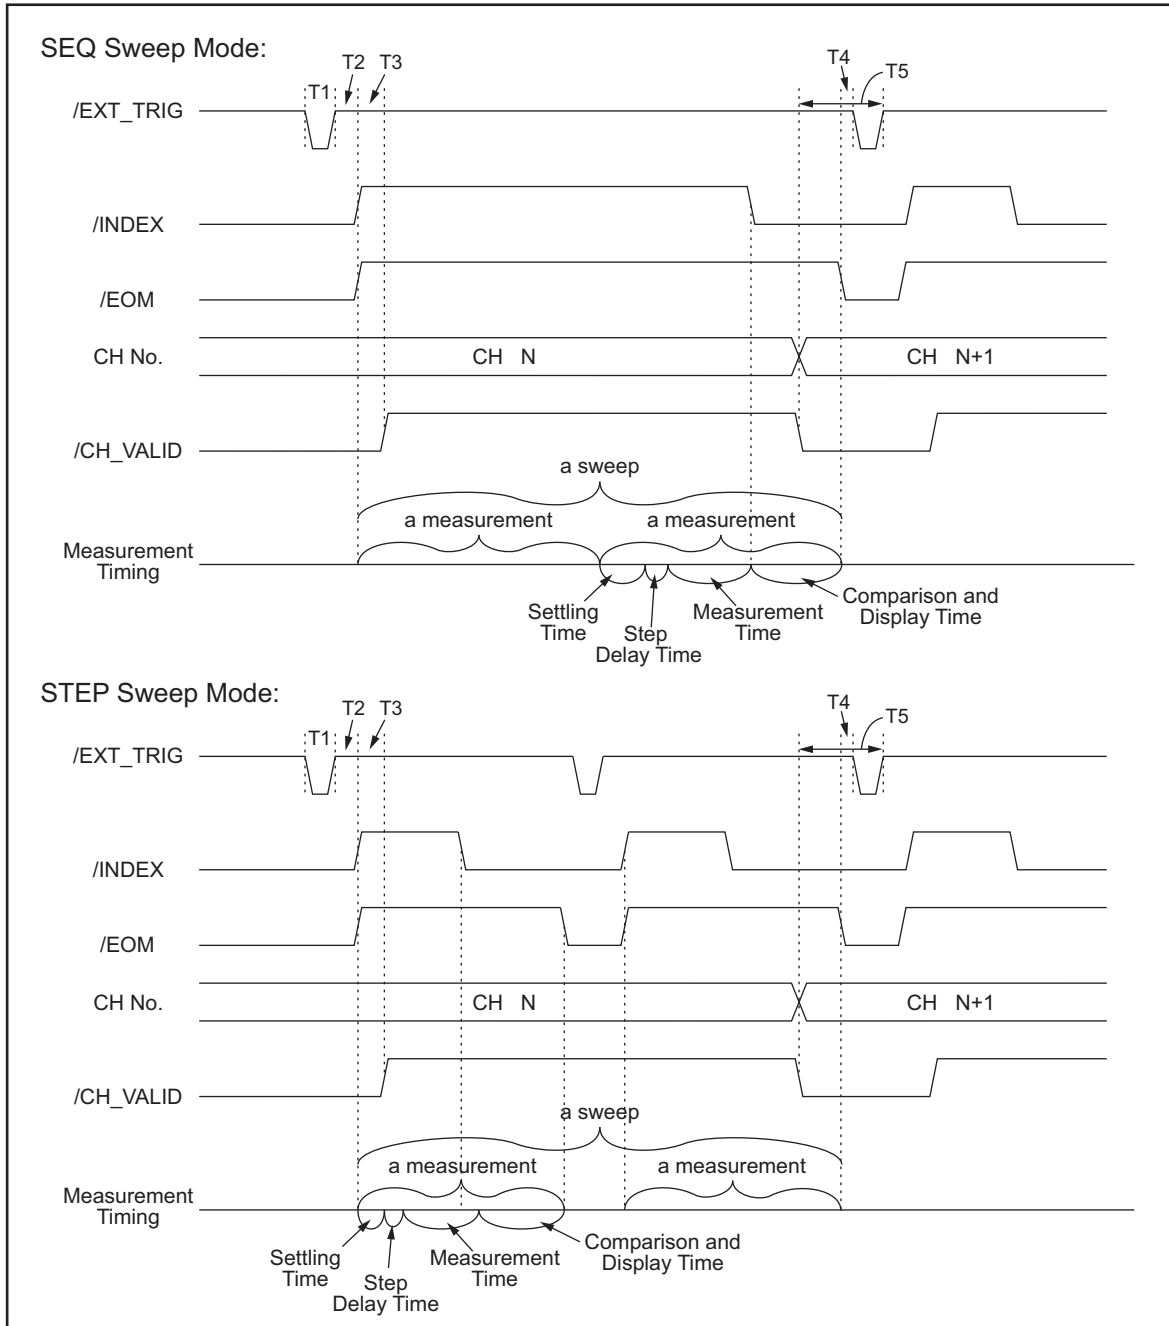 SEQ Sweep Mode:
T1 T2 T3 T4 T5
/EXT_TRIG
/INDEX
/EOM
CH No. CH N CH N+1
/CH_VALID
a sweep
a measurement a measurement
Measurement
Timing
Settling
Time
Step
Delay Time
Measurement
Time
Comparison and
Display Time
STEP Sweep Mode:
T1 T2 T3 T4 T5
/EXT_TRIG
/INDEX
/EOM
CH No. CH N CH N+1
/CH_VALID
a sweep
a measurement a measurement
Measurement
Timing
Settling
Time
Step
Delay Time
Measurement
Time
Comparison and
Display Time